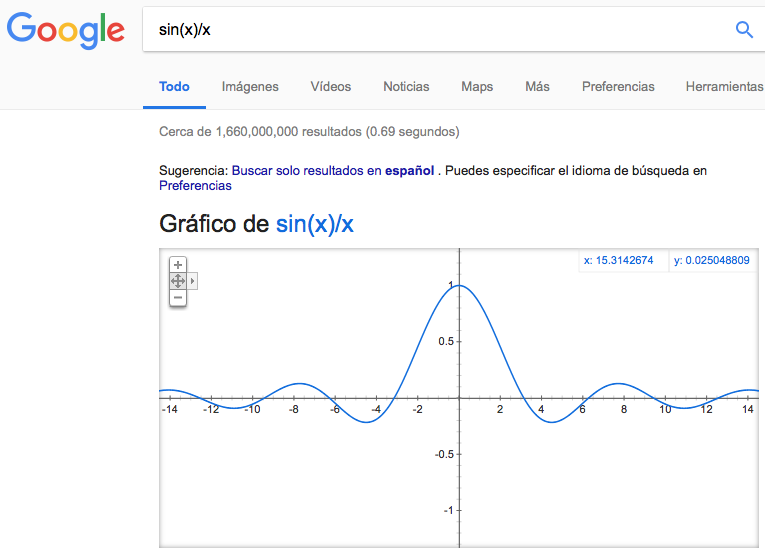 Google
sin(x)/x
Todo Imágenes Vídeos Noticias Maps Más Preferencias Herramientas
Cerca de 1,660,000,000 resultados (0.69 segundos)
Sugerencia: Buscar solo resultados en español . Puedes especificar el idioma de búsqueda en
Preferencias
Gráfico de sin(x)/x
x: 15.3142674 y: 0.025048809
1
0.5
-14 -12 -10 -8 -6 -4 -2 2 4 6 8 10 12 14
-0.5
-1